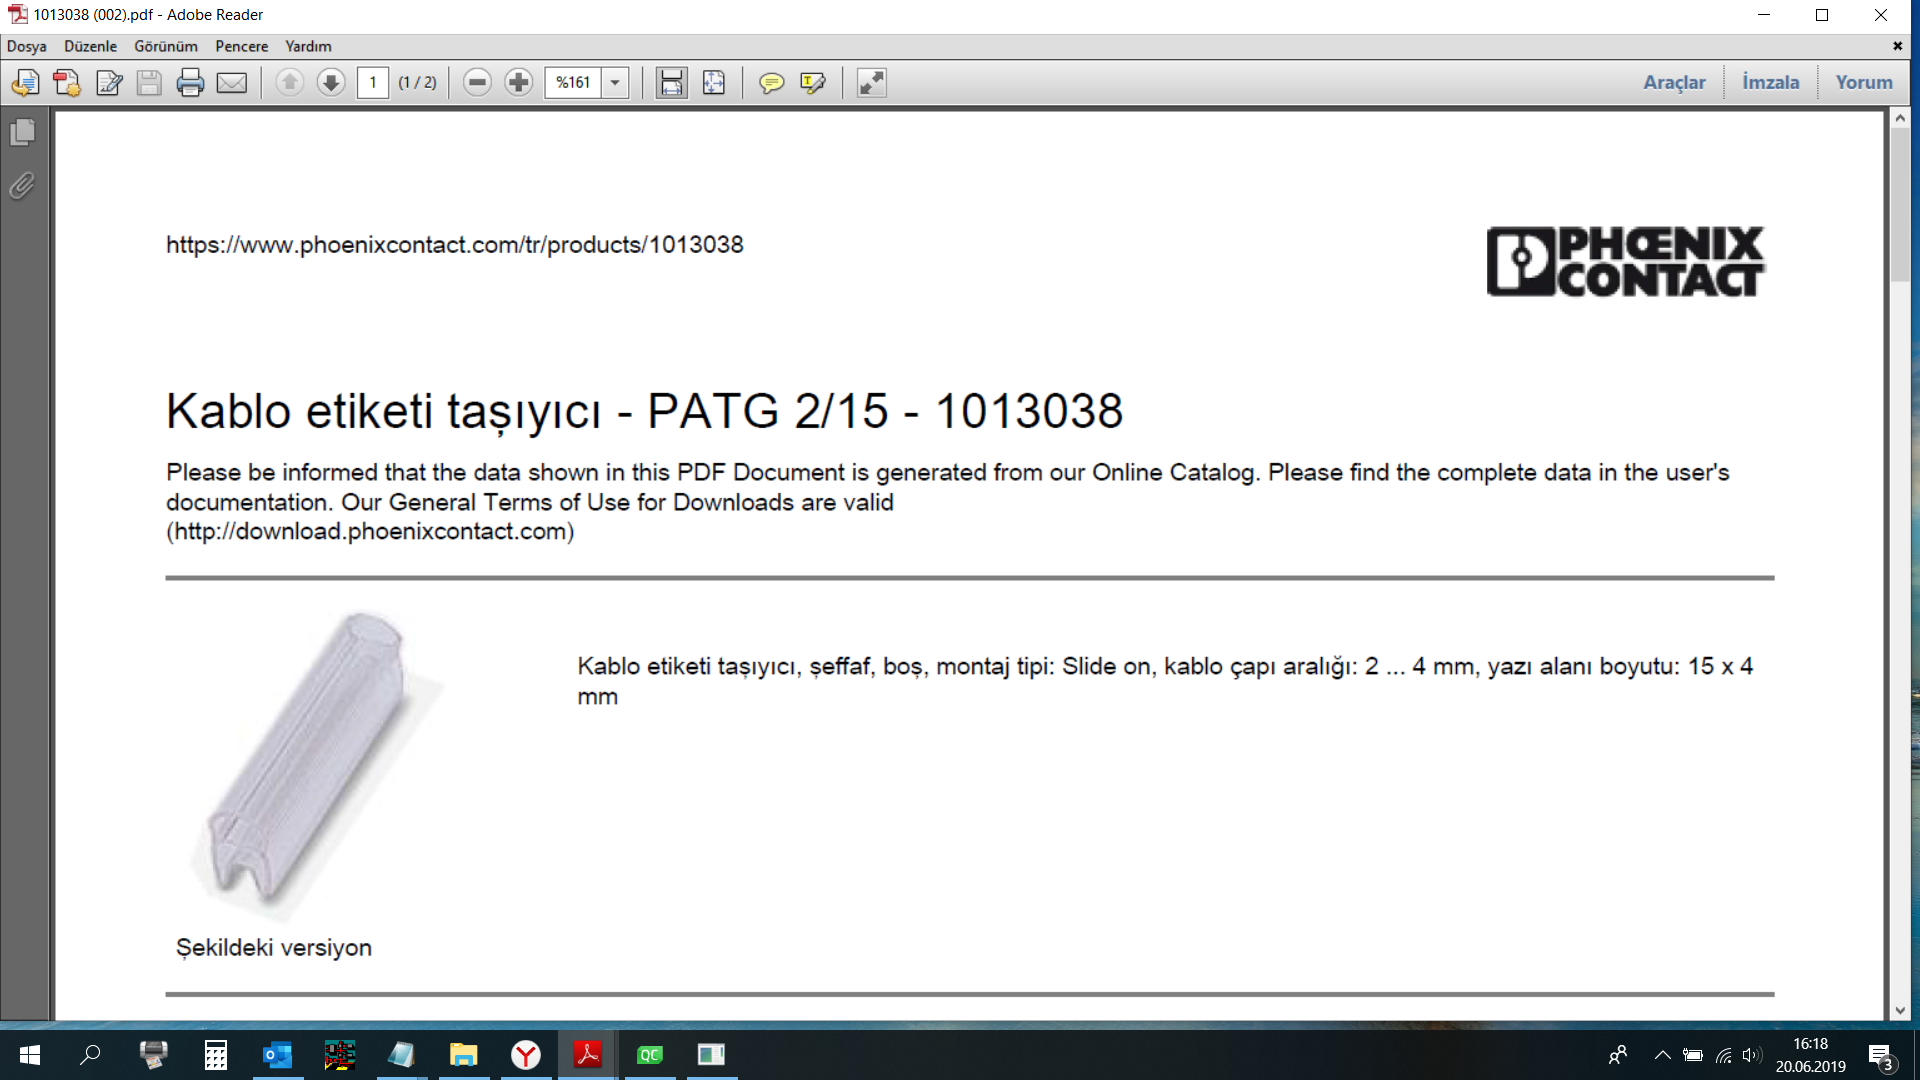 1013038 (002).pdf - Adobe Reader
Dosya Düzenle Görünüm Pencere Yardım
1 (1 / 2) %161 Araçlar İmzala Yorum
https://www.phoenixcontact.com/tr/products/1013038
PHŒNIX
CONTACT
Kablo etiketi taşıyıcı - PATG 2/15 - 1013038
Please be informed that the data shown in this PDF Document is generated from our Online Catalog. Please find the complete data in the user's
documentation. Our General Terms of Use for Downloads are valid
(http://download.phoenixcontact.com)
Kablo etiketi taşıyıcı, şeffaf, boş, montaj tipi: Slide on, kablo çapı aralığı: 2 ... 4 mm, yazı alanı boyutu: 15 x 4
mm
Şekildeki versiyon
QC
16:18
20.06.2019
3